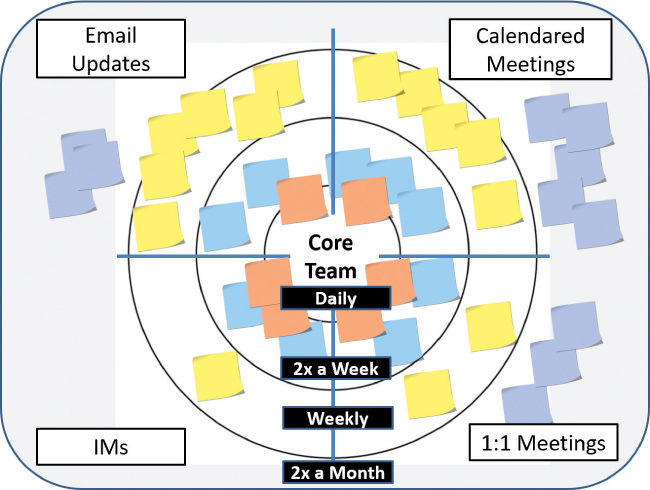 Email
Updates
Calendared
Meetings
Core
Team
Daily
2x a Week
Weekly
IMs
1:1 Meetings
2x a Month